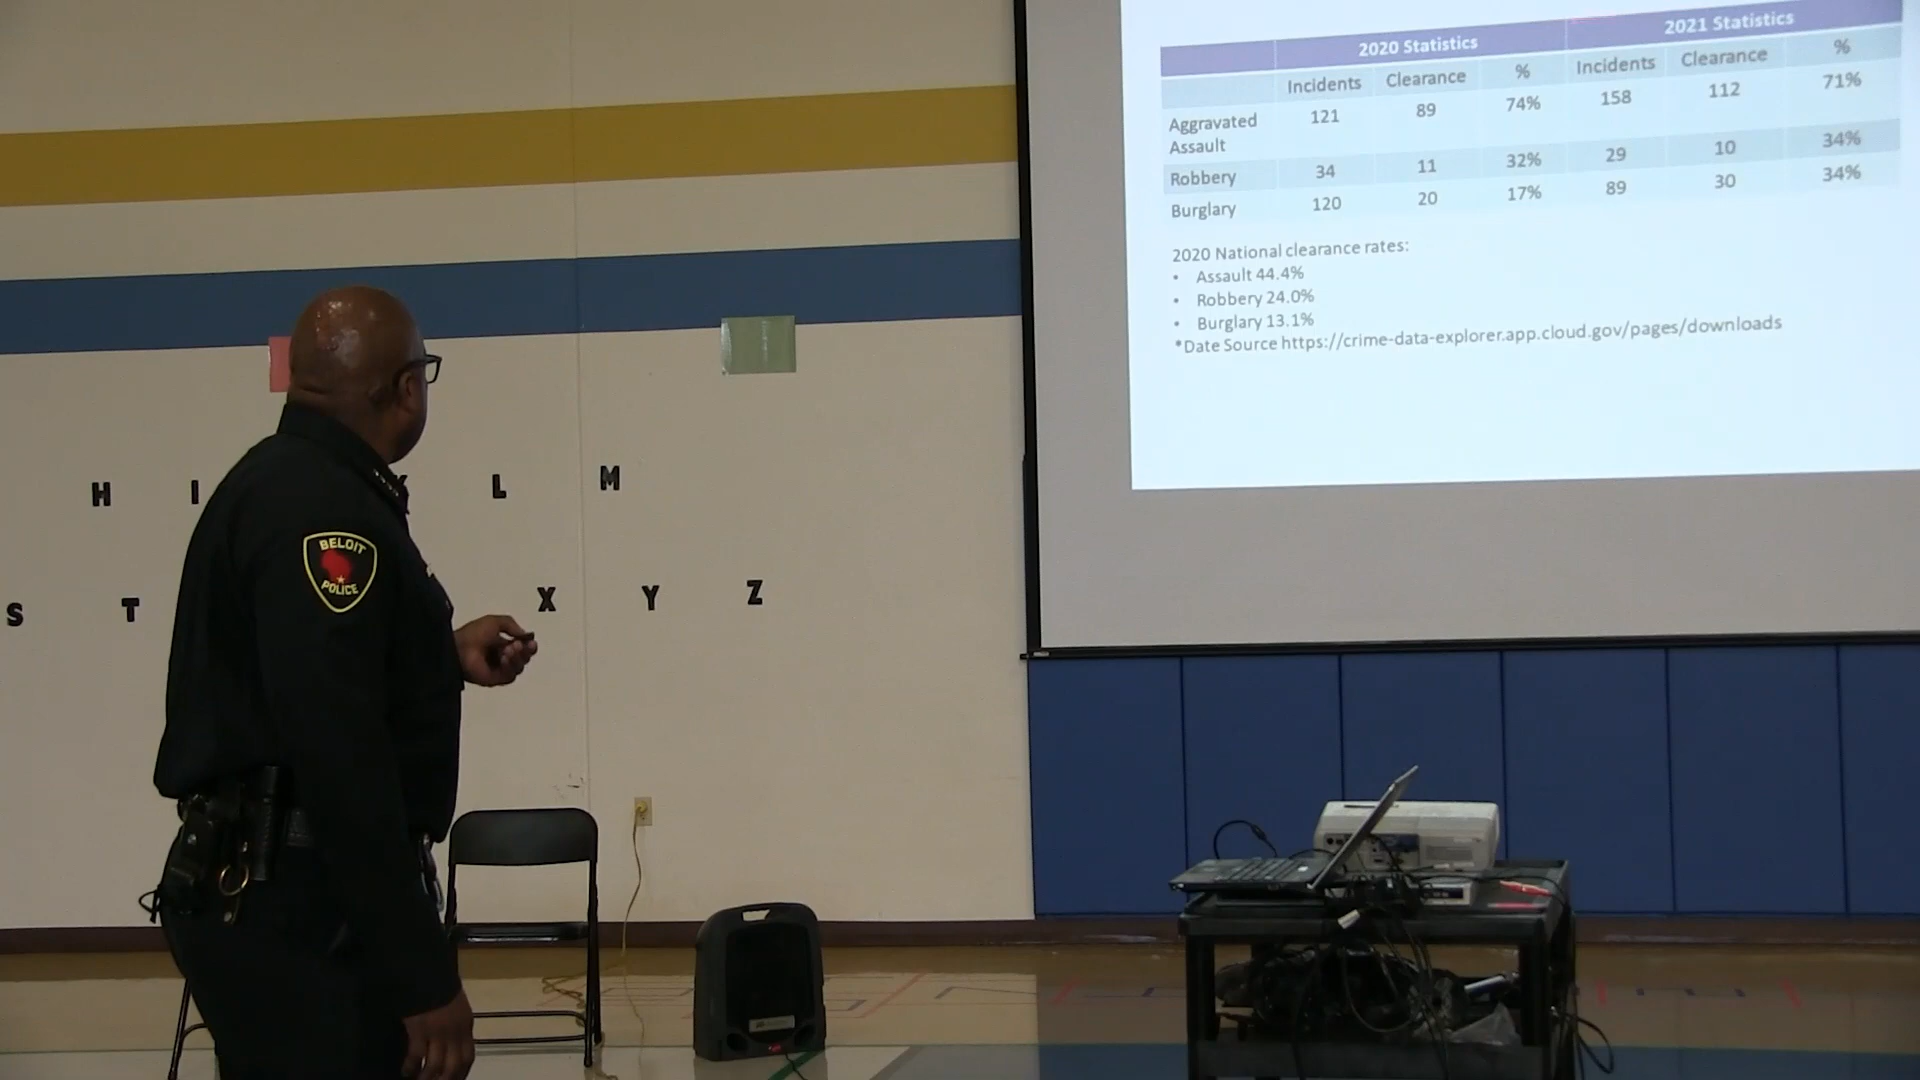 2020 Statistics 2021 Statistics
Incidents Clearance % Incidents Clearance %
Aggravated Assault 121 89 74% 158 112 71%
Robbery 34 11 32% 29 10 34%
Burglary 120 20 17% 89 30 34%
2020 National clearance rates:
• Assault 44.4%
• Robbery 24.0%
• Burglary 13.1%
*Date Source https://crime-data-explorer.app.cloud.gov/pages/downloads
H I L M
S T X Y Z
BELOIT
POLICE